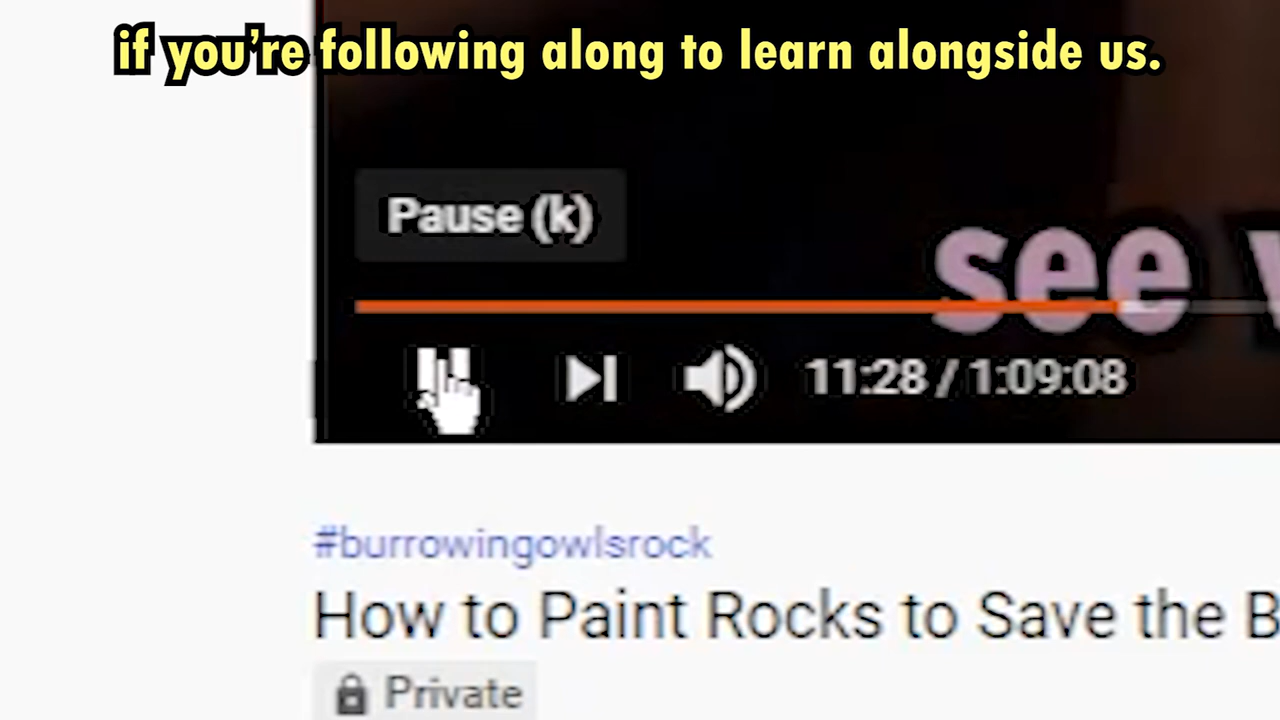 if you're following along to learn alongside us.
Pause (k)
see
11:28 / 1:09:08
#burrowingowlsrock
How to Paint Rocks to Save the B
Private